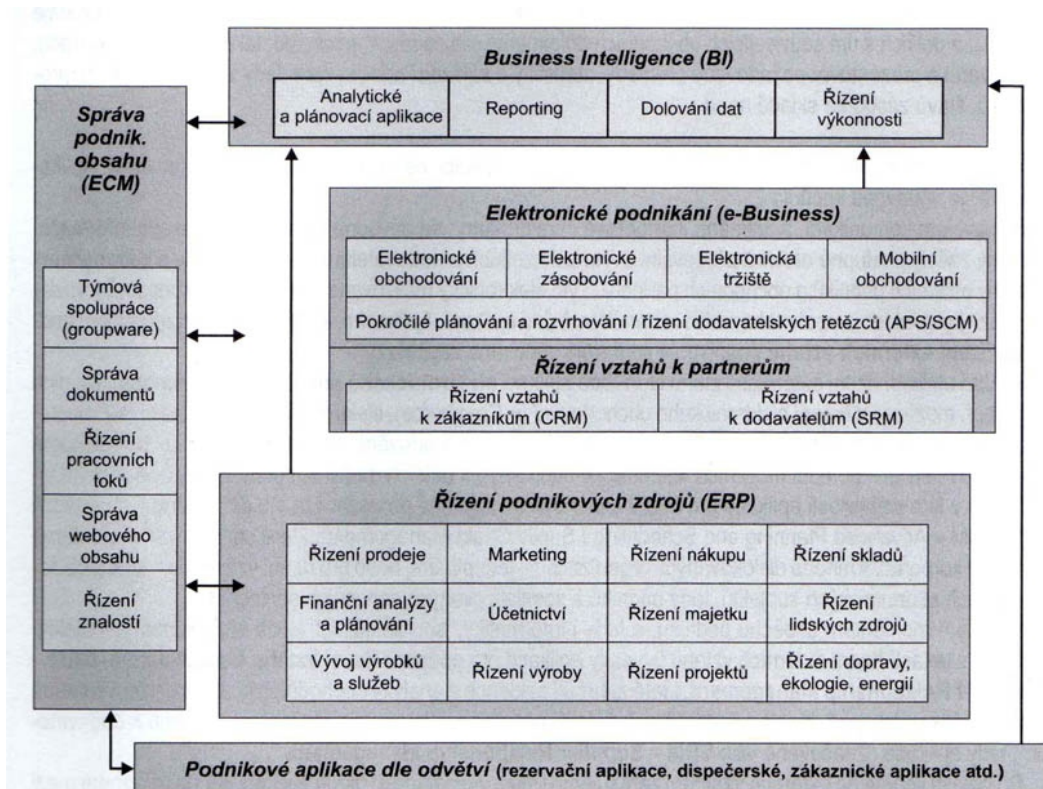 Business Intelligence (BI)
Analytické
a plánovací aplikace
Reporting
Dolování dat
Řízení
výkonnosti
Správa
podnik.
obsahu
(ECM)
Týmová
spolupráce
(groupware)
Správa
dokumentů
Řízení
pracovních
toků
Správa
webového
obsahu
Řízení
znalostí
Elektronické podnikání (e-Business)
Elektronické
obchodování
Elektronické
zásobování
Elektronická
tržiště
Mobilní
obchodování
Pokročilé plánování a rozvrhování / řízení dodavatelských řetězců (APS/SCM)
Řízení vztahů k partnerům
Řízení vztahů
k zákazníkům (CRM)
Řízení vztahů
k dodavatelům (SRM)
Řízení podnikových zdrojů (ERP)
Řízení prodeje
Marketing
Řízení nákupu
Řízení skladů
Finanční analýzy
a plánování
Účetnictví
Řízení majetku
Řízení
lidských zdrojů
Vývoj výrobků
a služeb
Řízení výroby
Řízení projektů
Řízení dopravy,
ekologie, energií
Podnikové aplikace dle odvětví (rezervační aplikace, dispečerské, zákaznické aplikace atd.)